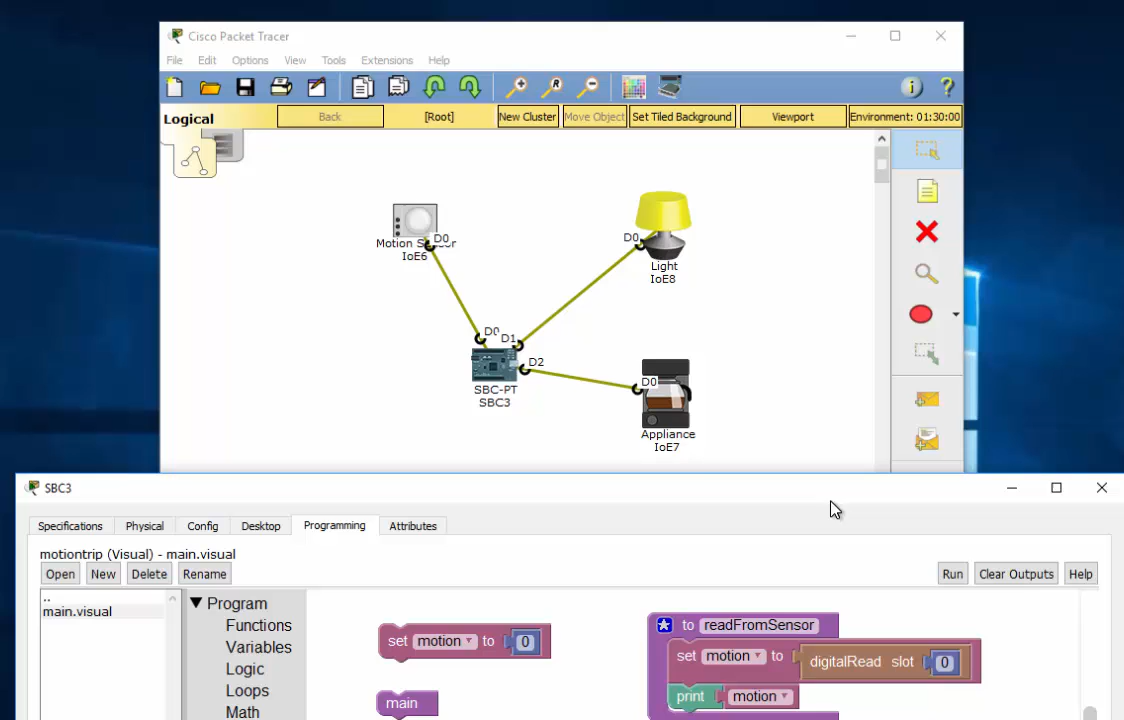 Cisco Packet Tracer
File Edit Options View Tools Extensions Help
R i ?
Logical Back [Root] New Cluster Move Object Set Tiled Background Viewport Environment: 01:30:00
D0 D0
IoE6
Light
IoE8
D0 D1
D2
D0
SBC-PT
SBC3
Appliance
IoE7
SBC3
Specifications Physical Config Desktop Programming Attributes
motiontrip (Visual) - main.visual
Open New Delete Rename Run Clear Outputs Help
..
main.visual
Program
Functions
Variables
Logic
Loops
Math
set motion to 0
main
to readFromSensor
set motion to digitalRead slot 0
print motion